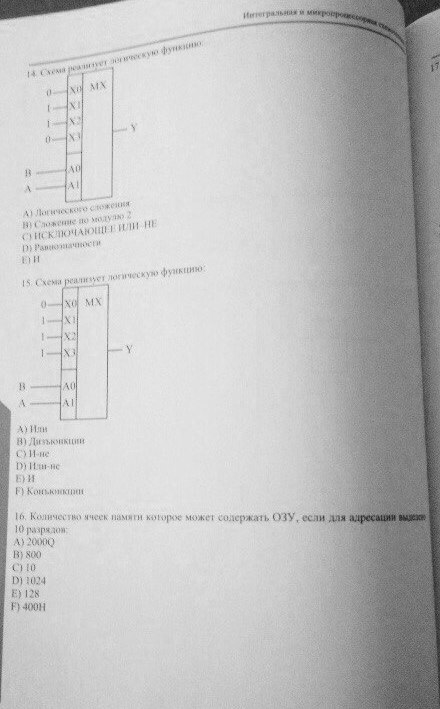 Интегральная и микропроцессорная
17
14. Схема реализует логическую функцию:
0 X0 MX
1 X1
1 X2
0 X3
Y
B A0
A A1
A) Логического сложения
B) Сложение по модулю 2
C) ИСКЛЮЧАЮЩЕЕ ИЛИ- НЕ
D) Равнозначности
E) И
15. Схема реализует логическую функцию:
0 X0 MX
1 X1
1 X2
1 X3
Y
B A0
A A1
A) Или
B) Дизъюнкции
C) И-не
D) Или-не
E) И
F) Конъюнкции
16. Количество ячеек памяти которое может содержать ОЗУ, если для адресации выделено
10 разрядов:
A) 2000Q
B) 800
C) 10
D) 1024
E) 128
F) 400H